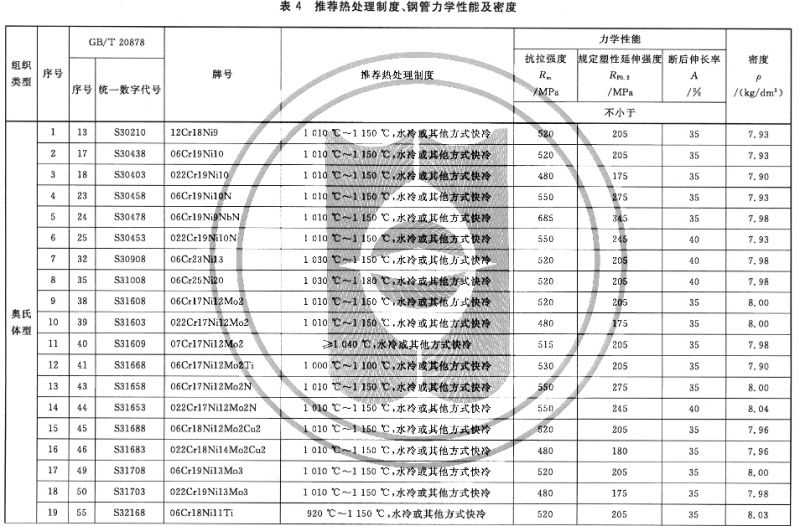 表 4 推荐热处理制度、钢管力学性能及密度
组织类型 序号 GB/T 20878 牌号 推荐热处理制度 力学性能 密度 ρ /(kg/dm³)
序号 统一数字代号 抗拉强度 Rm /MPa 规定塑性延伸强度 RP0.2 /MPa 断后伸长率 A /%
不小于
奥氏体型
1 13 S30210 12Cr18Ni9 1 010 ℃~1 150 ℃,水冷或其他方式快冷 520 205 35 7.93
2 17 S30438 06Cr19Ni10 1 010 ℃~1 150 ℃,水冷或其他方式快冷 520 205 35 7.93
3 18 S30403 022Cr19Ni10 1 010 ℃~1 150 ℃,水冷或其他方式快冷 480 175 35 7.90
4 23 S30458 06Cr19Ni10N 1 010 ℃~1 150 ℃,水冷或其他方式快冷 550 275 35 7.93
5 24 S30478 06Cr19Ni9NbN 1 010 ℃~1 150 ℃,水冷或其他方式快冷 685 345 35 7.98
6 25 S30453 022Cr19Ni10N 1 010 ℃~1 150 ℃,水冷或其他方式快冷 550 245 40 7.93
7 32 S30908 06Cr23Ni13 1 030 ℃~1 150 ℃,水冷或其他方式快冷 520 205 40 7.98
8 35 S31008 06Cr25Ni20 1 030 ℃~1 180 ℃,水冷或其他方式快冷 520 205 40 7.98
9 38 S31608 06Cr17Ni12Mo2 1 010 ℃~1 150 ℃,水冷或其他方式快冷 520 205 35 8.00
10 39 S31603 022Cr17Ni12Mo2 1 010 ℃~1 150 ℃,水冷或其他方式快冷 480 175 35 8.00
11 40 S31609 07Cr17Ni12Mo2 ≥1 040 ℃,水冷或其他方式快冷 515 205 35 7.98
12 41 S31668 06Cr17Ni12Mo2Ti 1 000 ℃~1 100 ℃,水冷或其他方式快冷 530 205 35 7.90
13 43 S31658 06Cr17Ni12Mo2N 1 010 ℃~1 150 ℃,水冷或其他方式快冷 550 275 35 8.00
14 44 S31653 022Cr17Ni12Mo2N 1 010 ℃~1 150 ℃,水冷或其他方式快冷 550 245 40 8.04
15 45 S31688 06Cr18Ni12Mo2Cu2 1 010 ℃~1 150 ℃,水冷或其他方式快冷 520 205 35 7.96
16 46 S31683 022Cr18Ni14Mo2Cu2 1 010 ℃~1 150 ℃,水冷或其他方式快冷 480 180 35 7.96
17 49 S31708 06Cr19Ni13Mo3 1 010 ℃~1 150 ℃,水冷或其他方式快冷 520 205 35 8.00
18 50 S31703 022Cr19Ni13Mo3 1 010 ℃~1 150 ℃,水冷或其他方式快冷 480 175 35 7.98
19 55 S32168 06Cr18Ni11Ti 920 ℃~1 150 ℃,水冷或其他方式快冷 520 205 35 8.03